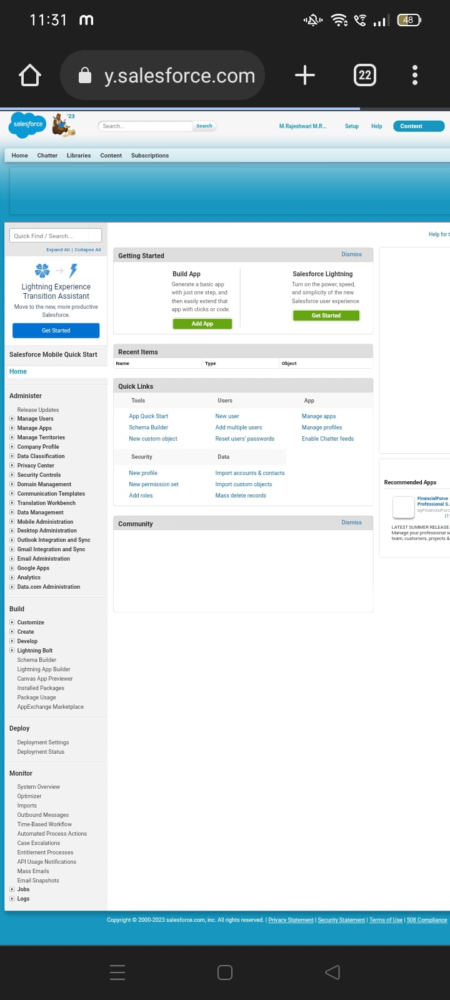 11:31 m
48
y.salesforce.com
22
salesforce
'23
Search...
Search
M.Rajeshwari M.R...
Setup
Help
Content
Home
Chatter
Libraries
Content
Subscriptions
Quick Find / Search...
Expand All | Collapse All
Lightning Experience
Transition Assistant
Move to the new, more productive
Salesforce.
Get Started
Salesforce Mobile Quick Start
Home
Administer
Release Updates
Manage Users
Manage Apps
Manage Territories
Company Profile
Data Classification
Privacy Center
Security Controls
Domain Management
Communication Templates
Translation Workbench
Data Management
Mobile Administration
Desktop Administration
Outlook Integration and Sync
Gmail Integration and Sync
Email Administration
Google Apps
Analytics
Data.com Administration
Build
Customize
Create
Develop
Lightning Bolt
Schema Builder
Lightning App Builder
Canvas App Previewer
Installed Packages
Package Usage
AppExchange Marketplace
Deploy
Deployment Settings
Deployment Status
Monitor
System Overview
Optimizer
Imports
Outbound Messages
Time-Based Workflow
Automated Process Actions
Case Escalations
Entitlement Processes
API Usage Notifications
Mass Emails
Email Snapshots
Jobs
Logs
Help for t
Getting Started
Dismiss
Build App
Generate a basic app
with just one step, and
then easily extend that
app with clicks or code.
Add App
Salesforce Lightning
Turn on the power, speed,
and simplicity of the new
Salesforce user experience
Get Started
Recent Items
Name
Type
Object
Quick Links
Tools
Users
App
App Quick Start
New user
Manage apps
Schema Builder
Add multiple users
Manage profiles
New custom object
Reset users' passwords
Enable Chatter feeds
Security
Data
New profile
Import accounts & contacts
New permission set
Import custom objects
Add roles
Mass delete records
Community
Dismiss
Recommended Apps
FinancialForce
Professional S..
byFinancialForc
(1
LATEST SUMMER RELEASE
Manage your professional s
team, customers, projects &
Copyright © 2000-2023 salesforce.com, inc. All rights reserved. | Privacy Statement | Security Statement | Terms of Use | 508 Compliance